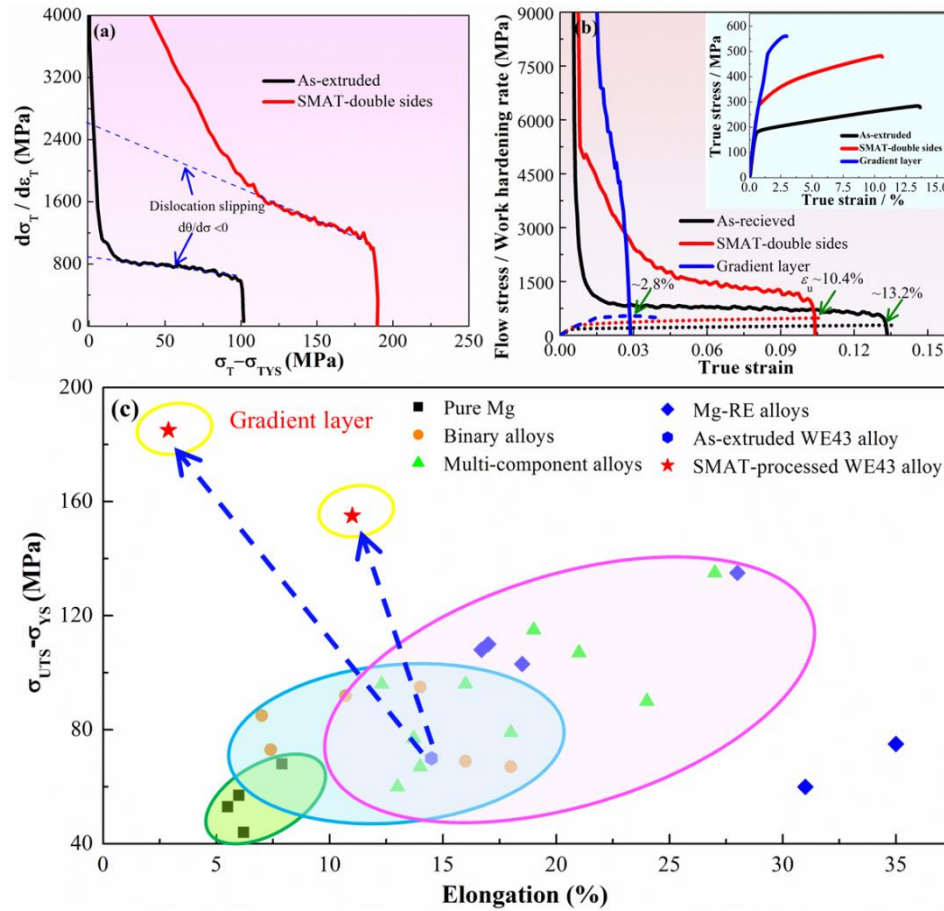 (a)
As-extruded
SMAT-double sides
Dislocation slipping
dθ/dσ <0
4000
3200
2400
1600
800
0
dσT / dεT (MPa)
0 50 100 150 200 250
σT−σTYS (MPa)
(b)
As-recieved
SMAT-double sides
Gradient layer
~2.8%
εu ~10.4%
~13.2%
9000
7500
6000
4500
3000
1500
0
Flow stress / Work hardening rate (MPa)
0.00 0.03 0.06 0.09 0.12 0.15
True strain
600
500
400
300
200
100
0
True stress / MPa
As-extruded
SMAT-double sides
Gradient layer
0.0 2.5 5.0 7.5 10.0 12.5 15.0
True strain / %
(c)
Gradient layer
Pure Mg
Binary alloys
Multi-component alloys
Mg-RE alloys
As-extruded WE43 alloy
SMAT-processed WE43 alloy
200
160
120
80
40
σUTS-σYS (MPa)
0 5 10 15 20 25 30 35
Elongation (%)